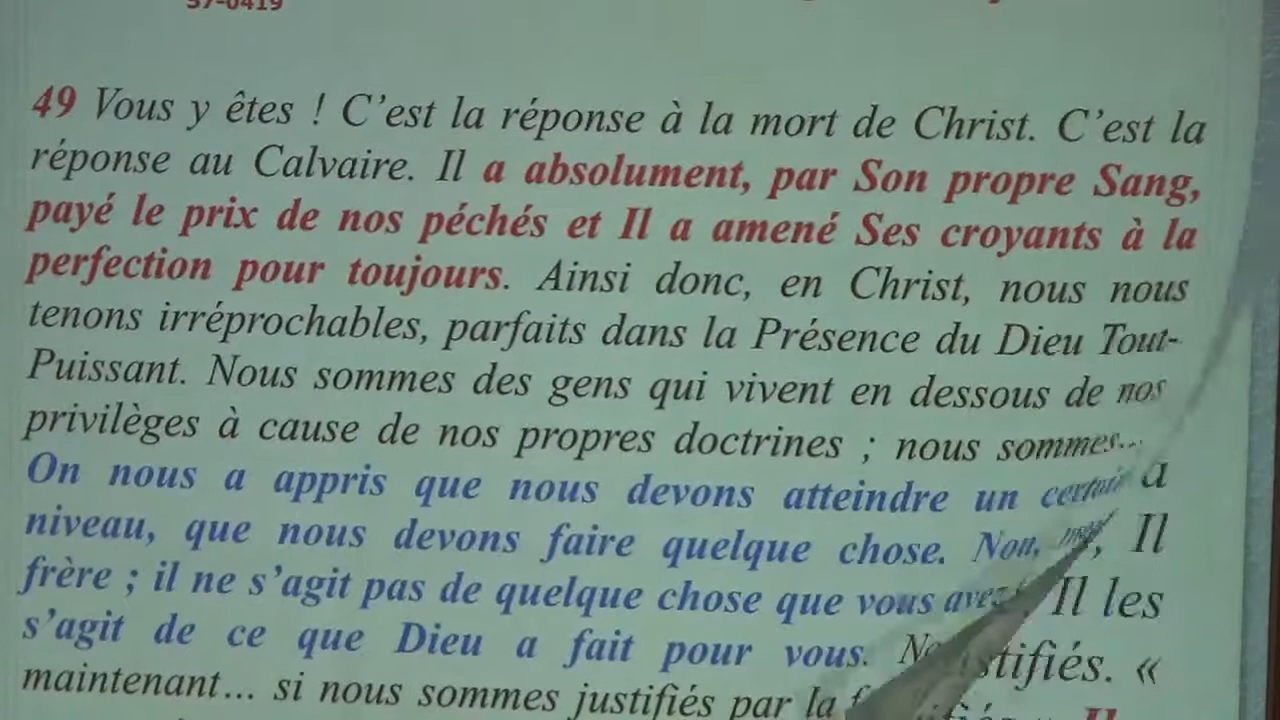 57-0419
49 Vous y êtes ! C’est la réponse à la mort de Christ. C’est la
réponse au Calvaire. Il a absolument, par Son propre Sang,
payé le prix de nos péchés et Il a amené Ses croyants à la
perfection pour toujours. Ainsi donc, en Christ, nous nous
tenons irréprochables, parfaits dans la Présence du Dieu Tout-
Puissant. Nous sommes des gens qui vivent en dessous de nos
privilèges à cause de nos propres doctrines ; nous sommes...
On nous a appris que nous devons atteindre un certain
niveau, que nous devons faire quelque chose. Non, Il
frère ; il ne s’agit pas de quelque chose que vous avez Il les
s’agit de ce que Dieu a fait pour vous. «
maintenant... si nous sommes justifiés par la Il